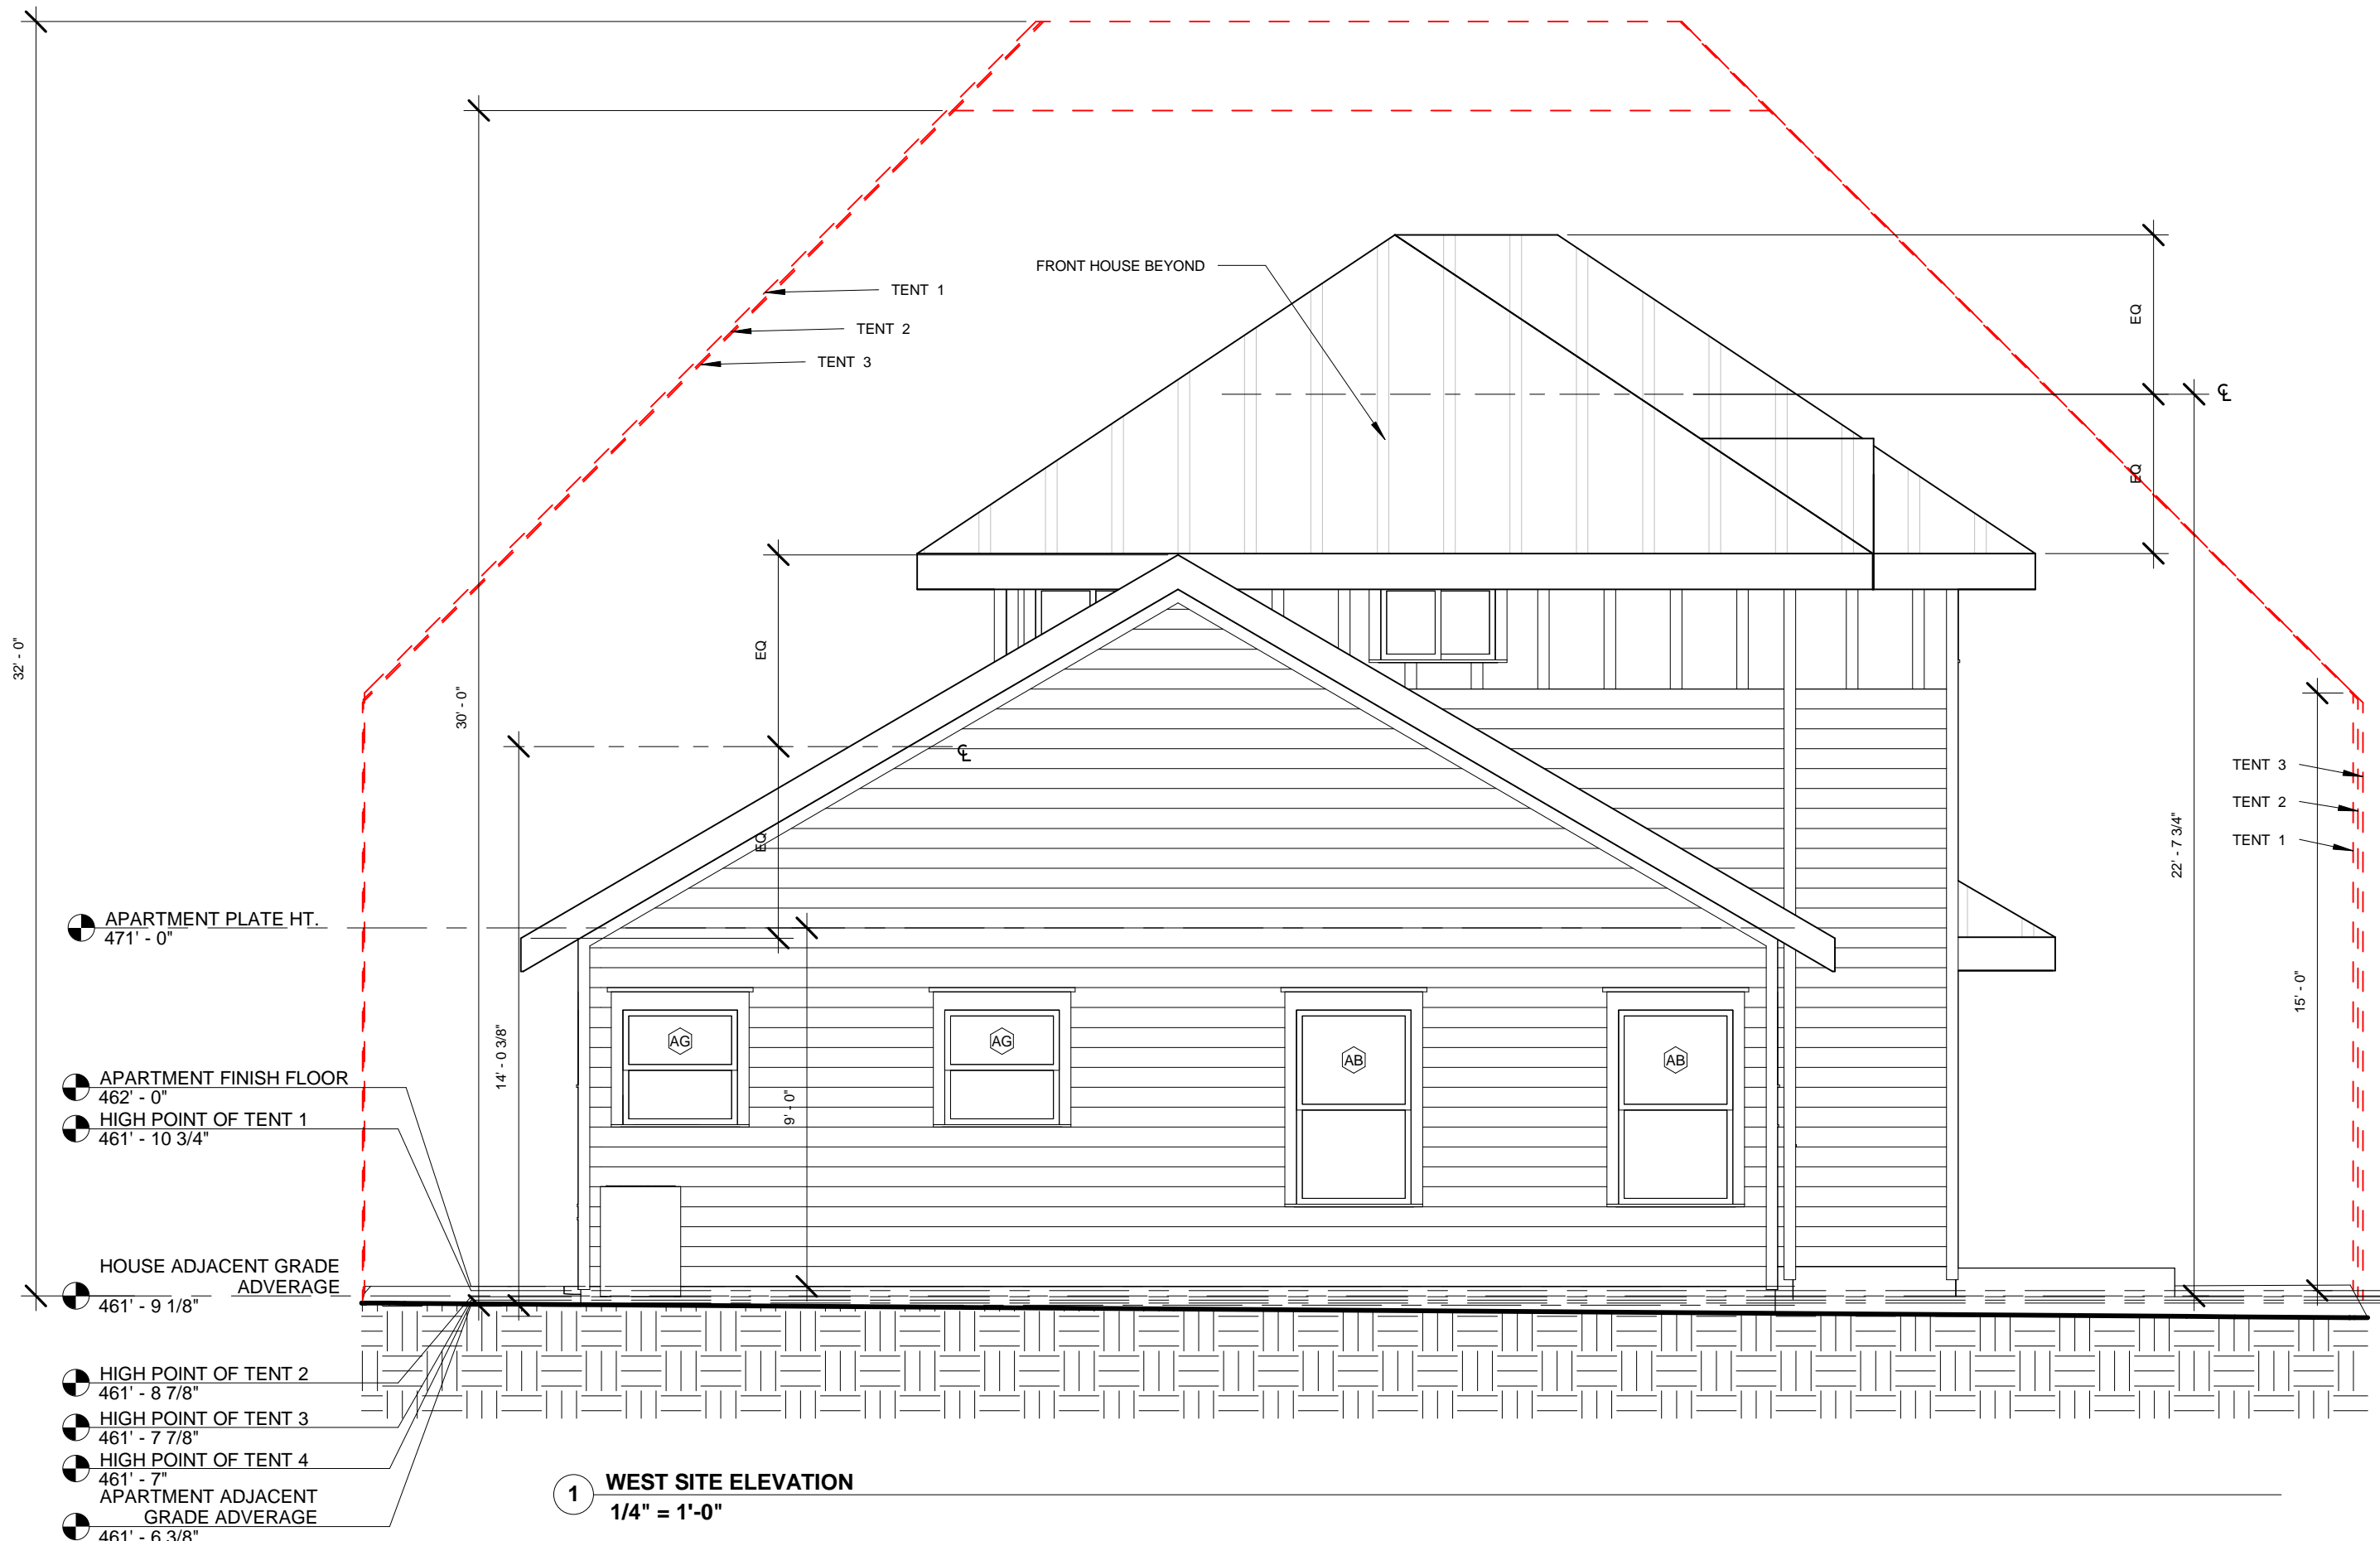 FRONT HOUSE BEYOND
TENT 1
TENT 2
TENT 3
EQ
℄
EQ
32' - 0"
30' - 0"
EQ
℄
EQ
TENT 3
TENT 2
TENT 1
22' - 7 3/4"
15' - 0"
APARTMENT PLATE HT.
471' - 0"
14' - 0 3/8"
9' - 0"
AG
AG
AB
AB
APARTMENT FINISH FLOOR
462' - 0"
HIGH POINT OF TENT 1
461' - 10 3/4"
HOUSE ADJACENT GRADE
ADVERAGE
461' - 9 1/8"
HIGH POINT OF TENT 2
461' - 8 7/8"
HIGH POINT OF TENT 3
461' - 7 7/8"
HIGH POINT OF TENT 4
461' - 7"
APARTMENT ADJACENT
GRADE ADVERAGE
461' - 6 3/8"
1
WEST SITE ELEVATION
1/4" = 1'-0"